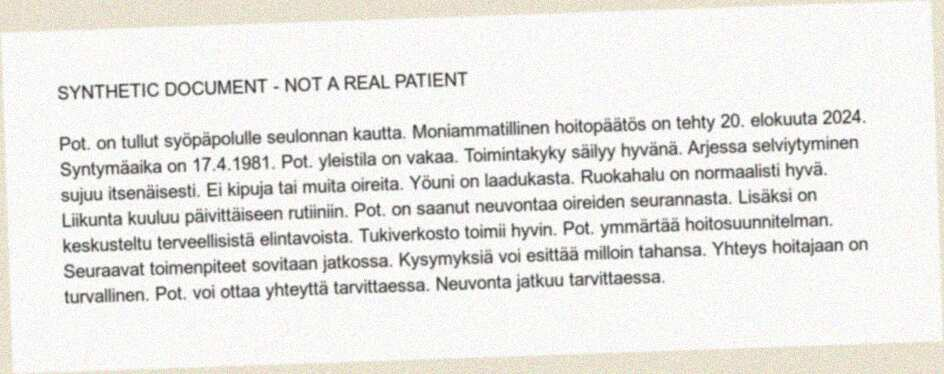 SYNTHETIC DOCUMENT - NOT A REAL PATIENT
Pot. on tullut syöpäpolulle seulonnan kautta. Moniammatillinen hoitopäätös on tehty 20. elokuuta 2024.
Syntymäaika on 17.4.1981. Pot. yleistila on vakaa. Toimintakyky säilyy hyvänä. Arjessa selviytyminen
sujuu itsenäisesti. Ei kipuja tai muita oireita. Yöuni on laadukasta. Ruokahalu on normaalisti hyvä.
Liikunta kuuluu päivittäiseen rutiiniin. Pot. on saanut neuvontaa oireiden seurannasta. Lisäksi on
keskusteltu terveellisistä elintavoista. Tukiverkosto toimii hyvin. Pot. ymmärtää hoitosuunnitelman.
Seuraavat toimenpiteet sovitaan jatkossa. Kysymyksiä voi esittää milloin tahansa. Yhteys hoitajaan on
turvallinen. Pot. voi ottaa yhteyttä tarvittaessa. Neuvonta jatkuu tarvittaessa.